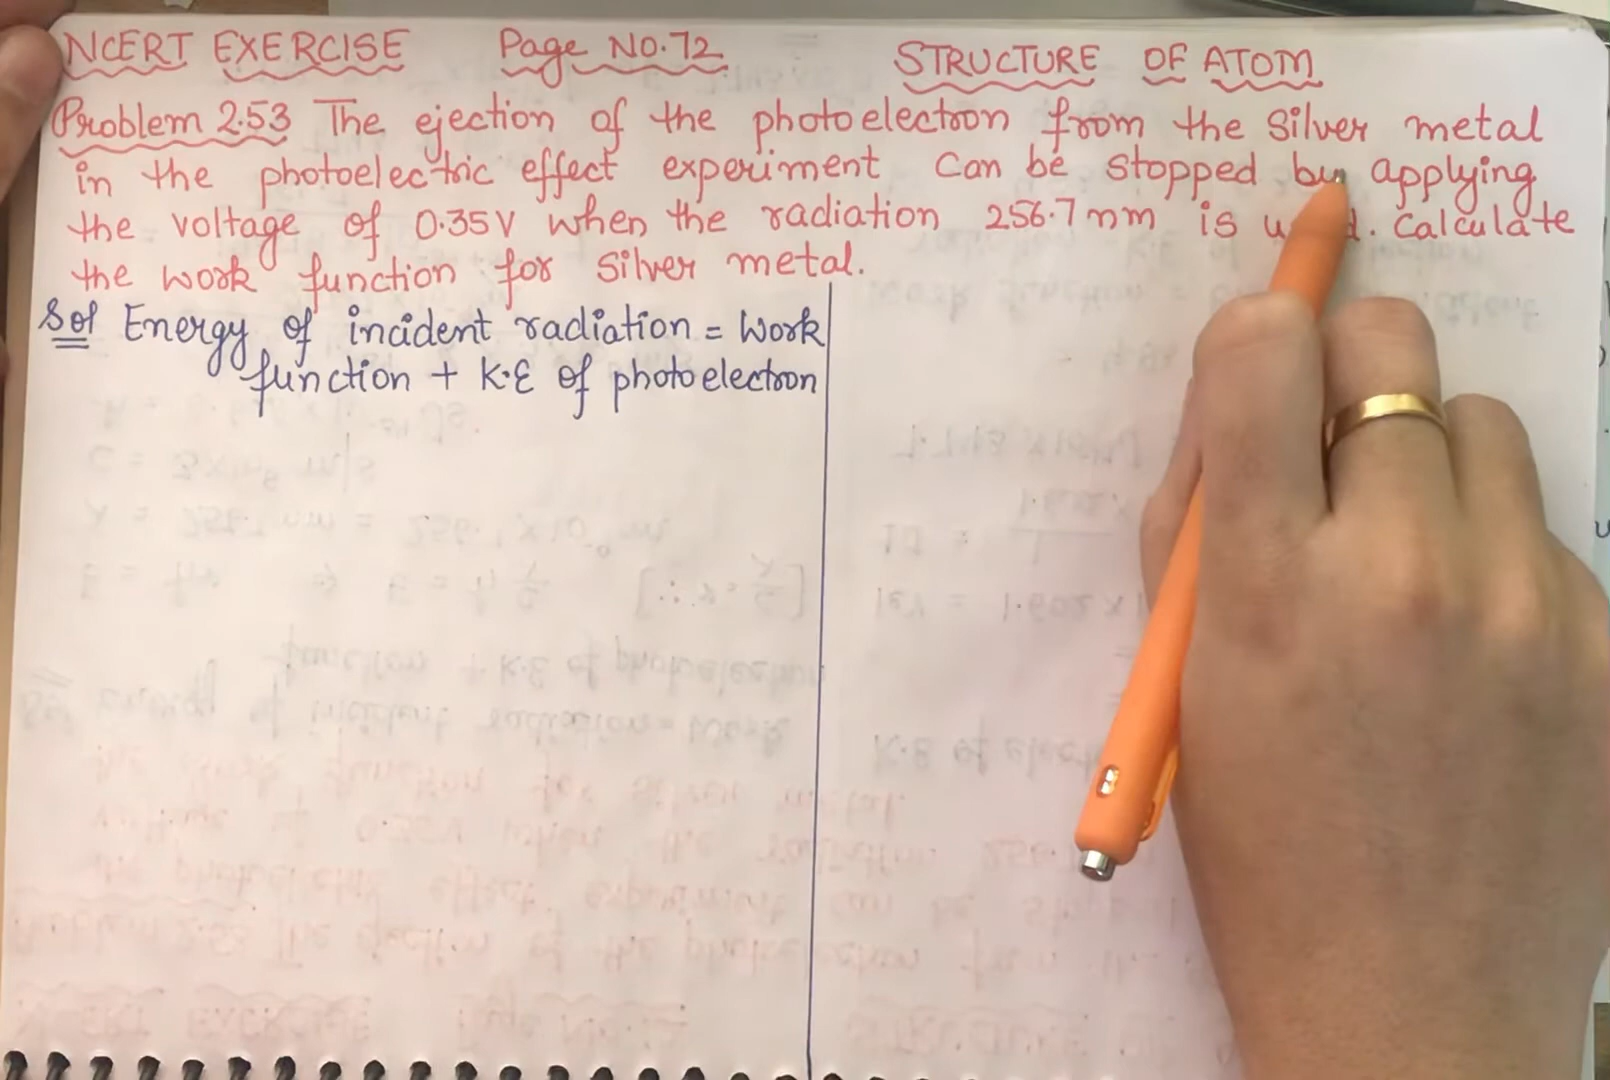 NCERT EXERCISE Page No.72 STRUCTURE OF ATOM
Problem 2.53 The ejection of the photoelectron from the silver metal
in the photoelectric effect experiment Can be stopped by applying
the voltage of 0.35V when the radiation 256.7nm is . Calculate
the work function for silver metal.
Sol Energy of incident radiation = Work
function + K.E of photoelectron